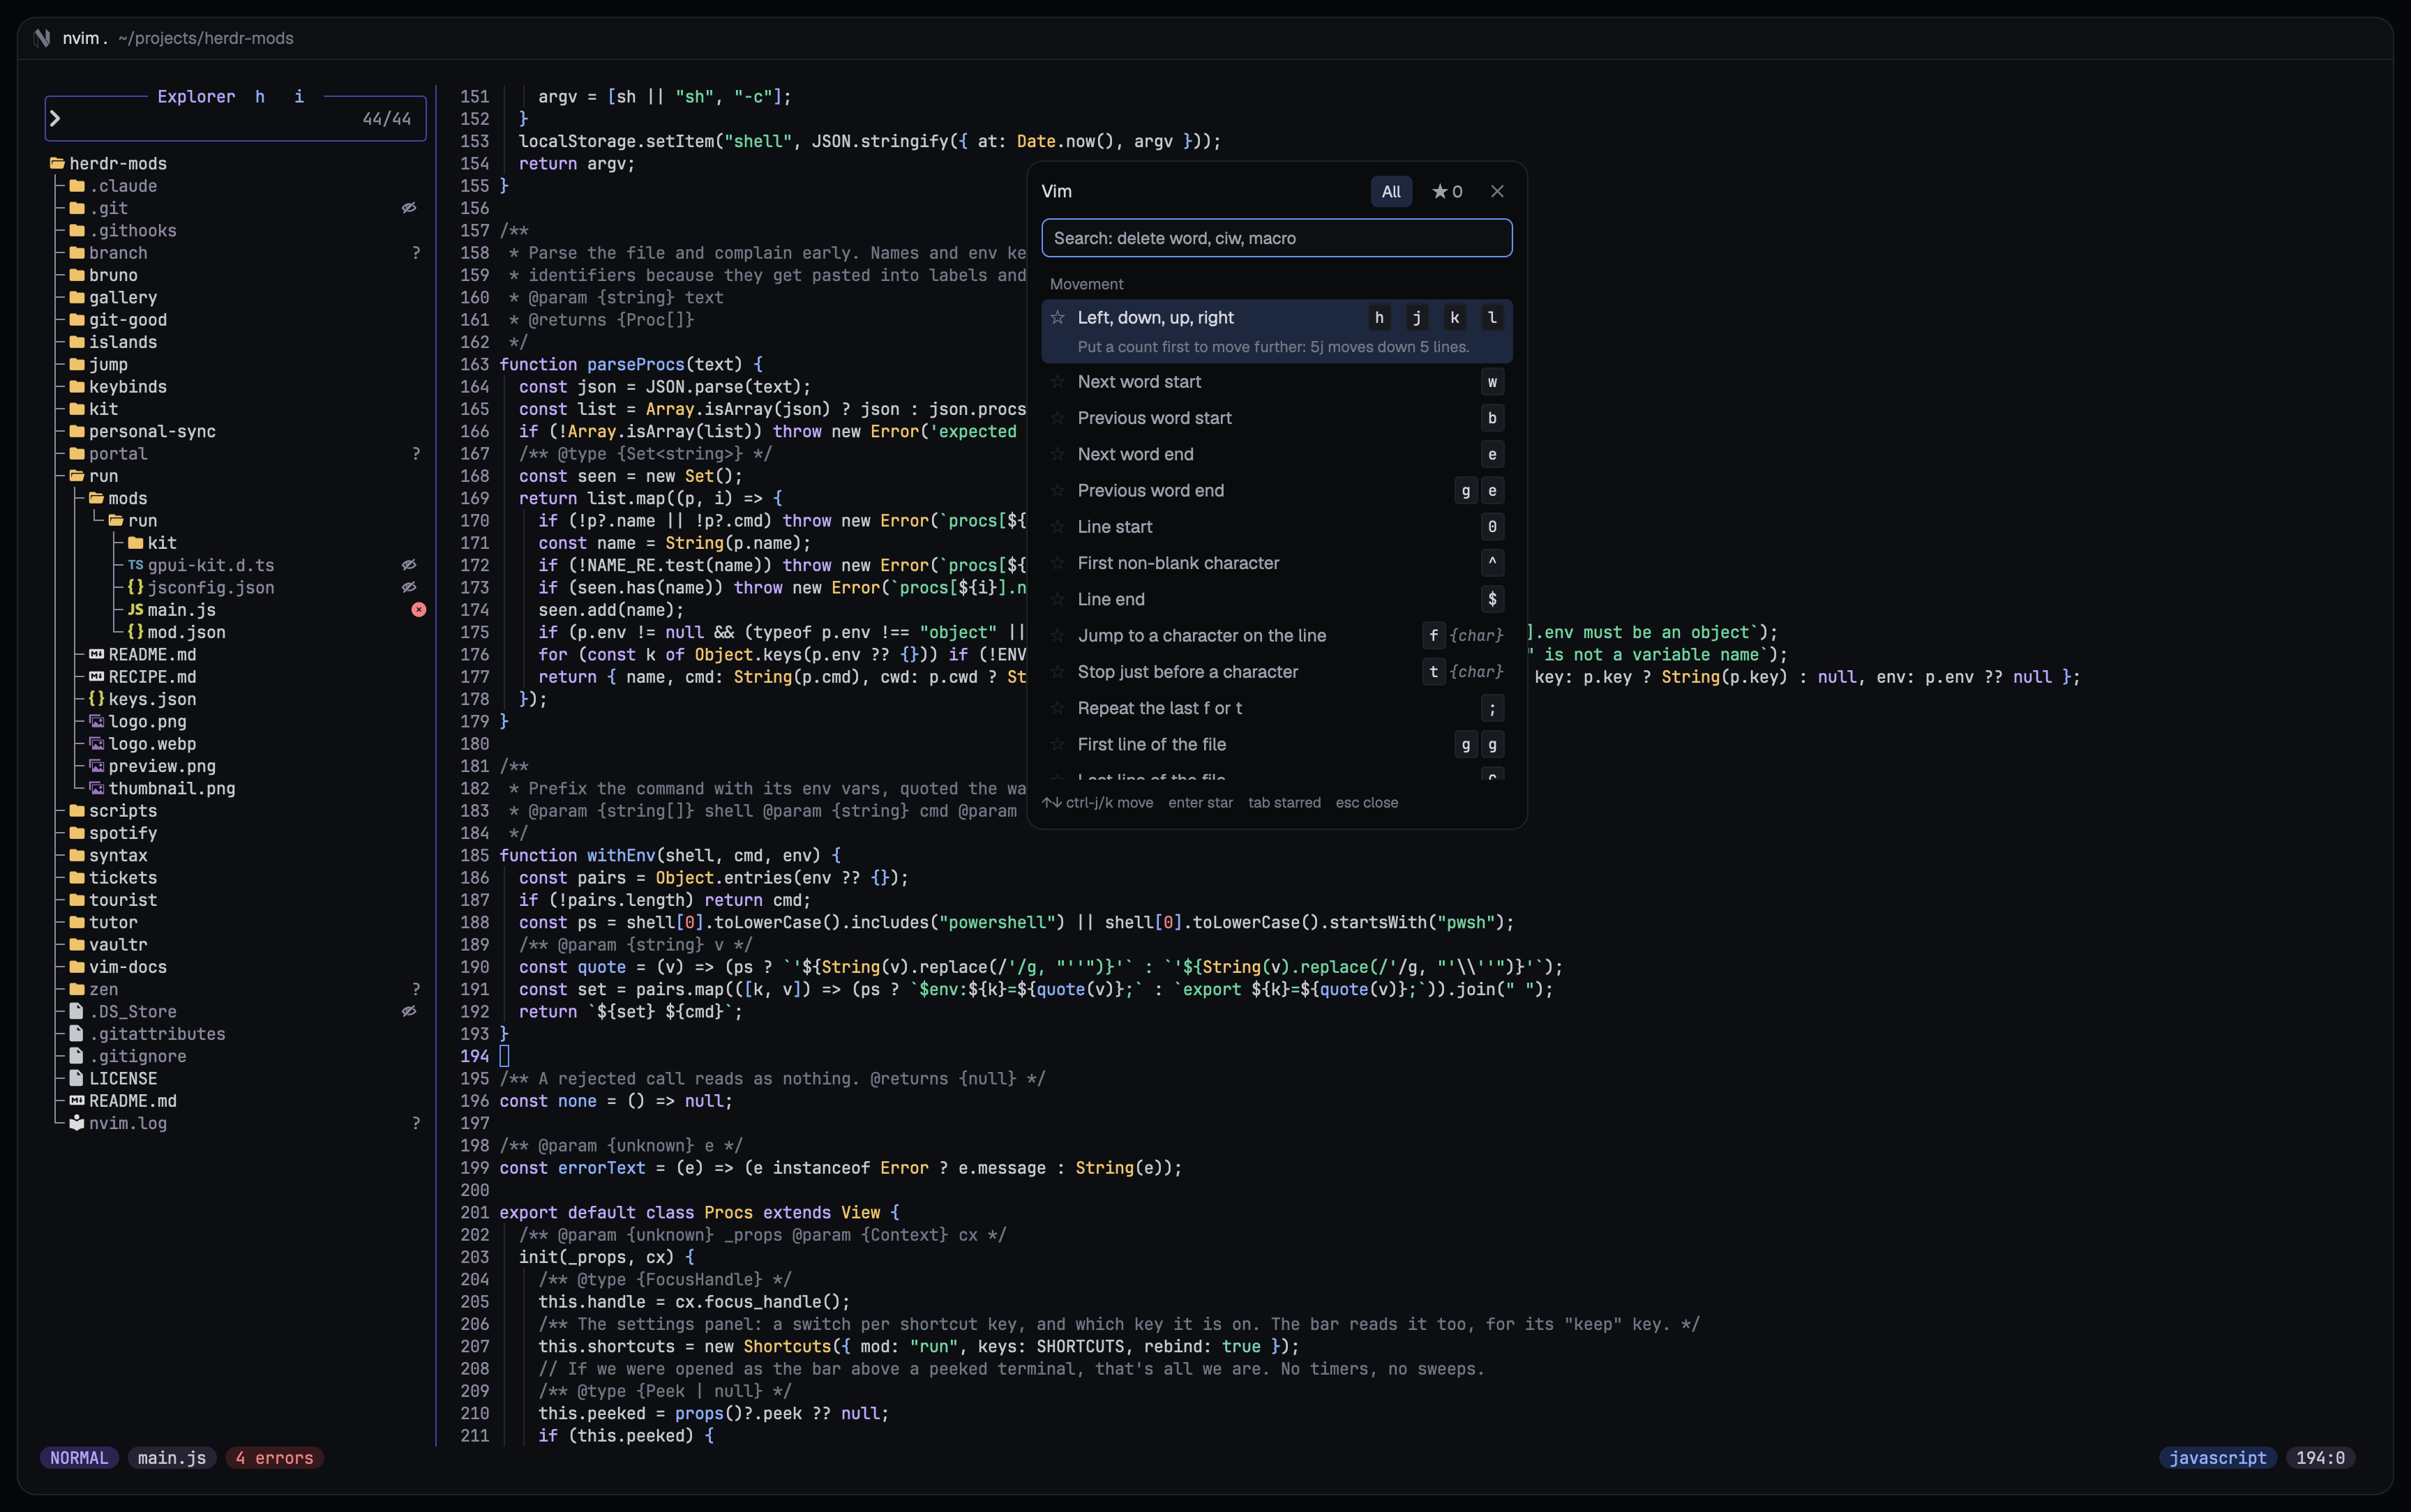 nvim . ~/projects/herdr-mods
Explorer h i
44/44
herdr-mods
.claude
.git
.githooks
branch ?
bruno
gallery
git-good
islands
jump
keybinds
kit
personal-sync
portal ?
run
mods
run
kit
TS gpui-kit.d.ts
{} jsconfig.json
JS main.js
{} mod.json
README.md
RECIPE.md
{} keys.json
logo.png
logo.webp
preview.png
thumbnail.png
scripts
spotify
syntax
tickets
tourist
tutor
vaultr
vim-docs
zen ?
.DS_Store
.gitattributes
.gitignore
LICENSE
README.md
nvim.log ?
151 argv = [sh || "sh", "-c"];
152 }
153 localStorage.setItem("shell", JSON.stringify({ at: Date.now(), argv }));
154 return argv;
155 }
156
157 /**
158 * Parse the file and complain early. Names and env ke
159 * identifiers because they get pasted into labels and
160 * @param {string} text
161 * @returns {Proc[]}
162 */
163 function parseProcs(text) {
164 const json = JSON.parse(text);
165 const list = Array.isArray(json) ? json : json.procs
166 if (!Array.isArray(list)) throw new Error('expected
167 /** @type {Set<string>} */
168 const seen = new Set();
169 return list.map((p, i) => {
170 if (!p?.name || !p?.cmd) throw new Error(`procs[${
171 const name = String(p.name);
172 if (!NAME_RE.test(name)) throw new Error(`procs[${
173 if (seen.has(name)) throw new Error(`procs[${i}].n
174 seen.add(name);
175 if (p.env != null && (typeof p.env !== "object" || ].env must be an object`);
176 for (const k of Object.keys(p.env ?? {})) if (!ENV " is not a variable name`);
177 return { name, cmd: String(p.cmd), cwd: p.cwd ? St key: p.key ? String(p.key) : null, env: p.env ?? null };
178 });
179 }
180
181 /**
182 * Prefix the command with its env vars, quoted the wa
183 * @param {string[]} shell @param {string} cmd @param
184 */
185 function withEnv(shell, cmd, env) {
186 const pairs = Object.entries(env ?? {});
187 if (!pairs.length) return cmd;
188 const ps = shell[0].toLowerCase().includes("powershell") || shell[0].toLowerCase().startsWith("pwsh");
189 /** @param {string} v */
190 const quote = (v) => (ps ? `'${String(v).replace(/'/g, "''")}'` : `'${String(v).replace(/'/g, "'\\''")}'`);
191 const set = pairs.map(([k, v]) => (ps ? `$env:${k}=${quote(v)};` : `export ${k}=${quote(v)};`)).join(" ");
192 return `${set} ${cmd}`;
193 }
194
195 /** A rejected call reads as nothing. @returns {null} */
196 const none = () => null;
197
198 /** @param {unknown} e */
199 const errorText = (e) => (e instanceof Error ? e.message : String(e));
200
201 export default class Procs extends View {
202 /** @param {unknown} _props @param {Context} cx */
203 init(_props, cx) {
204 /** @type {FocusHandle} */
205 this.handle = cx.focus_handle();
206 /** The settings panel: a switch per shortcut key, and which key it is on. The bar reads it too, for its "keep" key. */
207 this.shortcuts = new Shortcuts({ mod: "run", keys: SHORTCUTS, rebind: true });
208 // If we were opened as the bar above a peeked terminal, that's all we are. No timers, no sweeps.
209 /** @type {Peek | null} */
210 this.peeked = props()?.peek ?? null;
211 if (this.peeked) {
Vim All ★ 0 ×
Search: delete word, ciw, macro
Movement
☆ Left, down, up, right h j k l
Put a count first to move further: 5j moves down 5 lines.
☆ Next word start w
☆ Previous word start b
☆ Next word end e
☆ Previous word end g e
☆ Line start 0
☆ First non-blank character ^
☆ Line end $
☆ Jump to a character on the line f {char}
☆ Stop just before a character t {char}
☆ Repeat the last f or t ;
☆ First line of the file g g
☆ Last line of the file G
↑↓ ctrl-j/k move enter star tab starred esc close
NORMAL main.js 4 errors
javascript 194:0